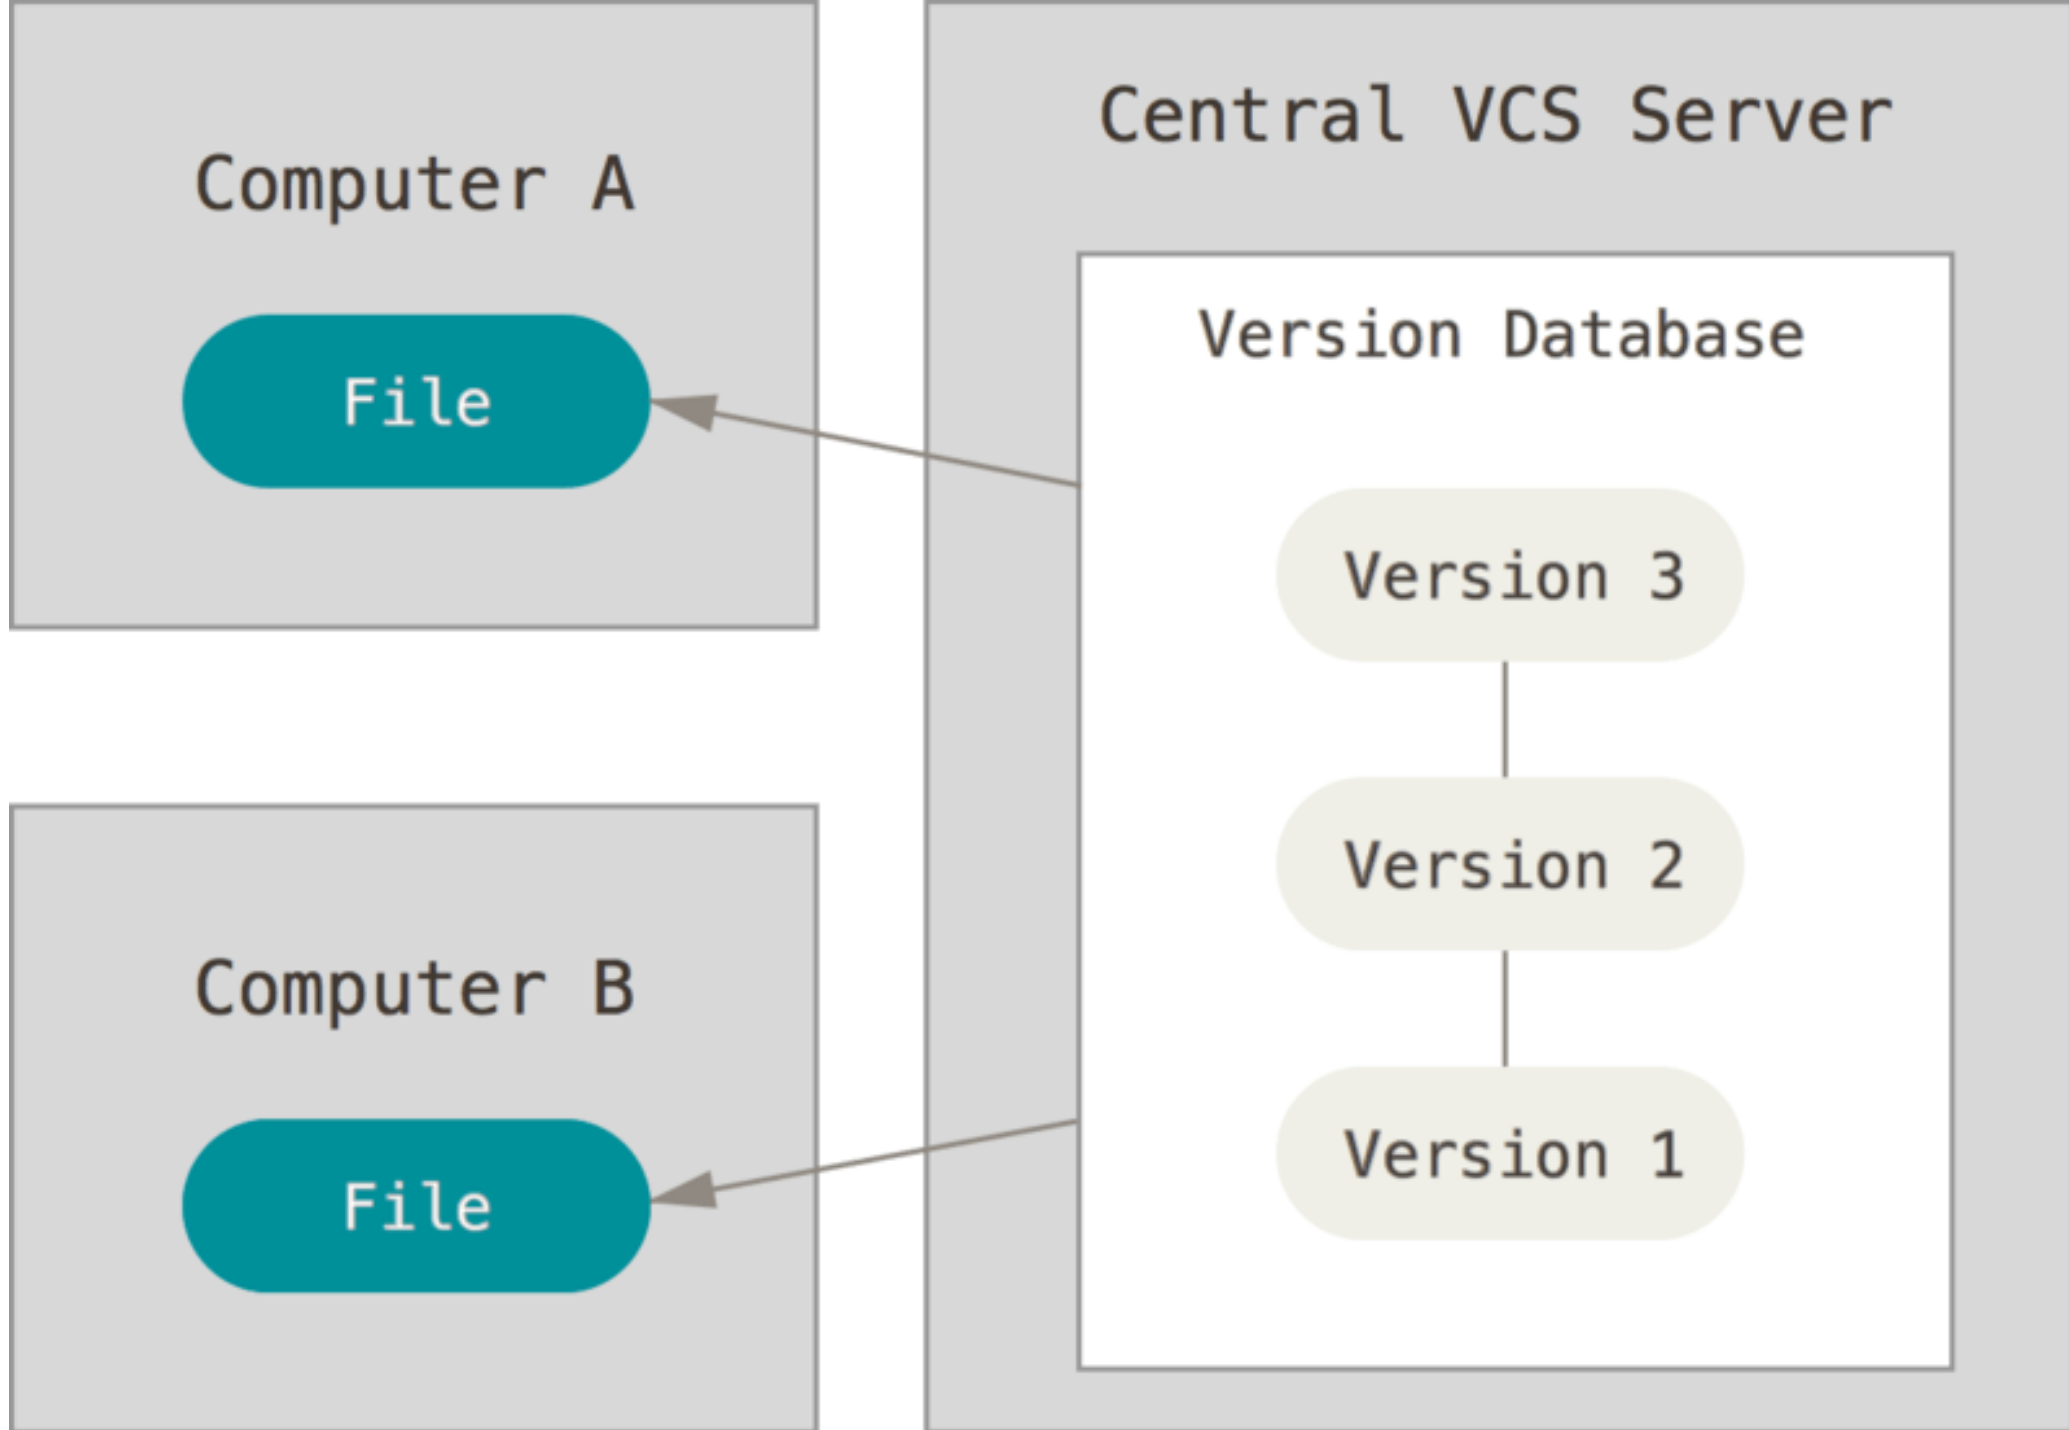 Computer A
File
Computer B
File
Central VCS Server
Version Database
Version 3
Version 2
Version 1